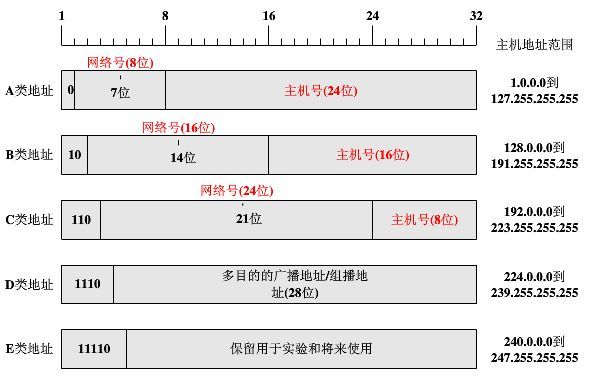 1 8 16 24 32
主机地址范围
网络号(8位)
A类地址 0 7位 主机号(24位) 1.0.0.0到
127.255.255.255
网络号(16位)
B类地址 10 14位 主机号(16位) 128.0.0.0到
191.255.255.255
网络号(24位)
C类地址 110 21位 主机号(8位) 192.0.0.0到
223.255.255.255
D类地址 1110 多目的的广播地址/组播地 224.0.0.0到
址(28位) 239.255.255.255
E类地址 11110 保留用于实验和将来使用 240.0.0.0到
247.255.255.255